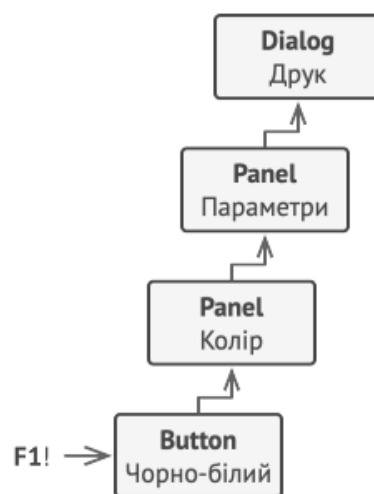 Dialog
Друк
Panel
Параметри
Panel
Колір
Button
Чорно-білий
F1!